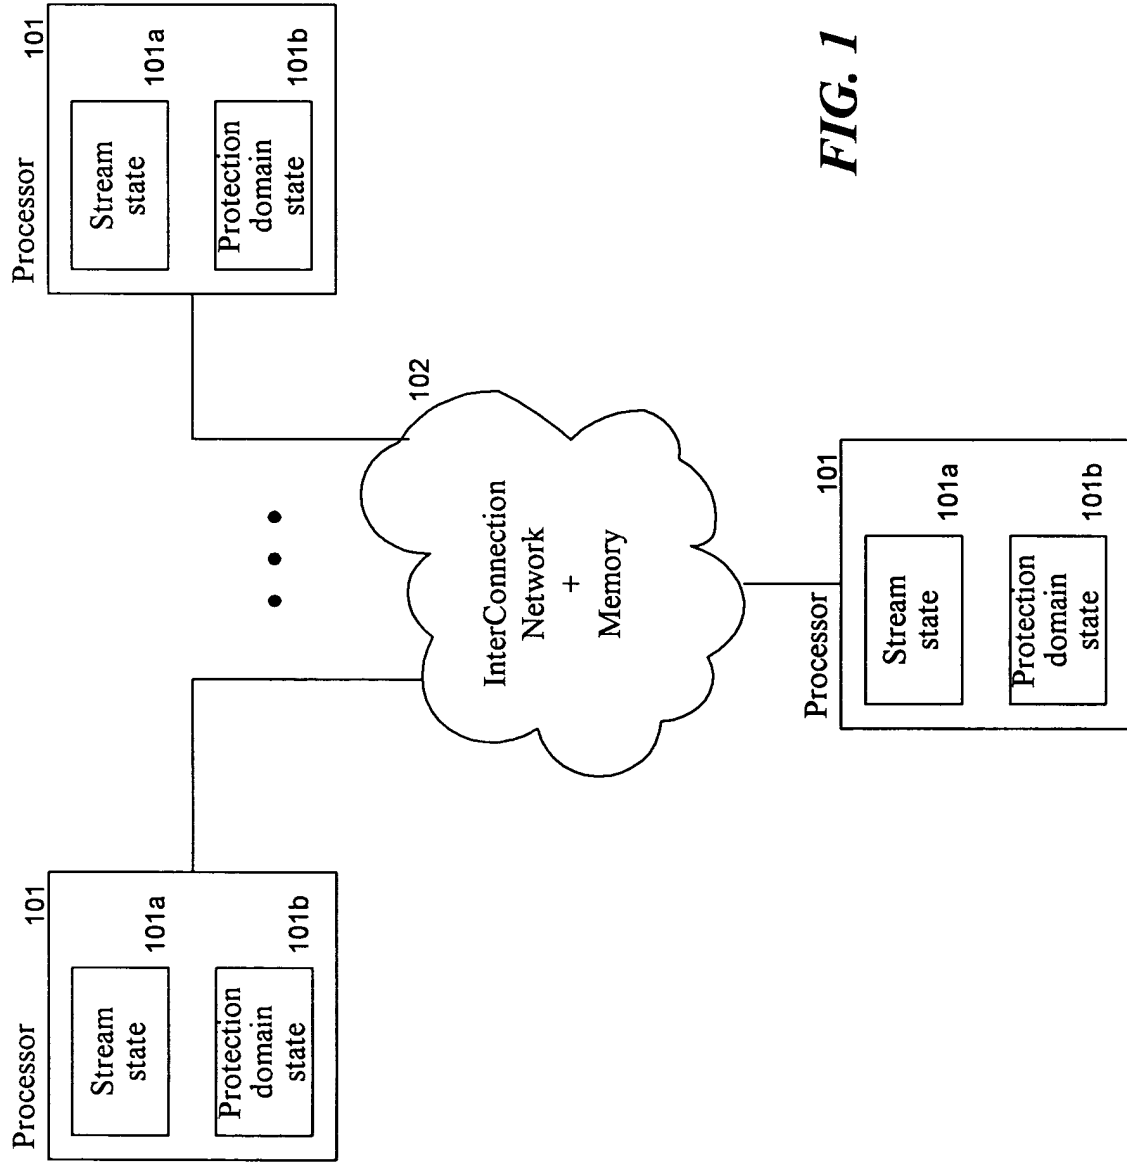 Processor
101
Stream
state
101a
Protection
domain
state
101b
Processor
101
Stream
state
101a
Protection
domain
state
101b
102
InterConnection
Network
+
Memory
Processor
101
Stream
state
101a
Protection
domain
state
101b
FIG. 1